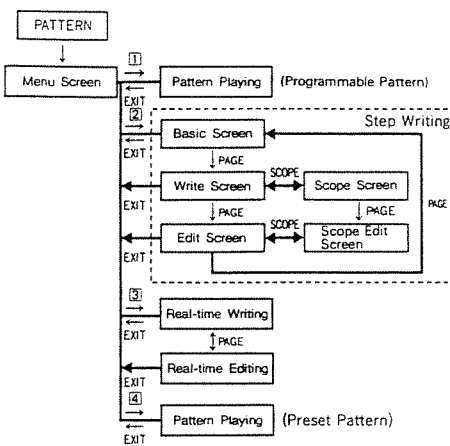 PATTERN
1
Menu Screen
EXIT
Pattern Playing (Programmable Pattern)
2
EXIT
Step Writing
Basic Screen
PAGE
Write Screen
SCOPE
Scope Screen
EXIT
PAGE
PAGE
PAGE
Edit Screen
SCOPE
Scope Edit
Screen
EXIT
3
EXIT
Real-time Writing
PAGE
Real-time Editing
EXIT
4
EXIT
Pattern Playing (Preset Pattern)